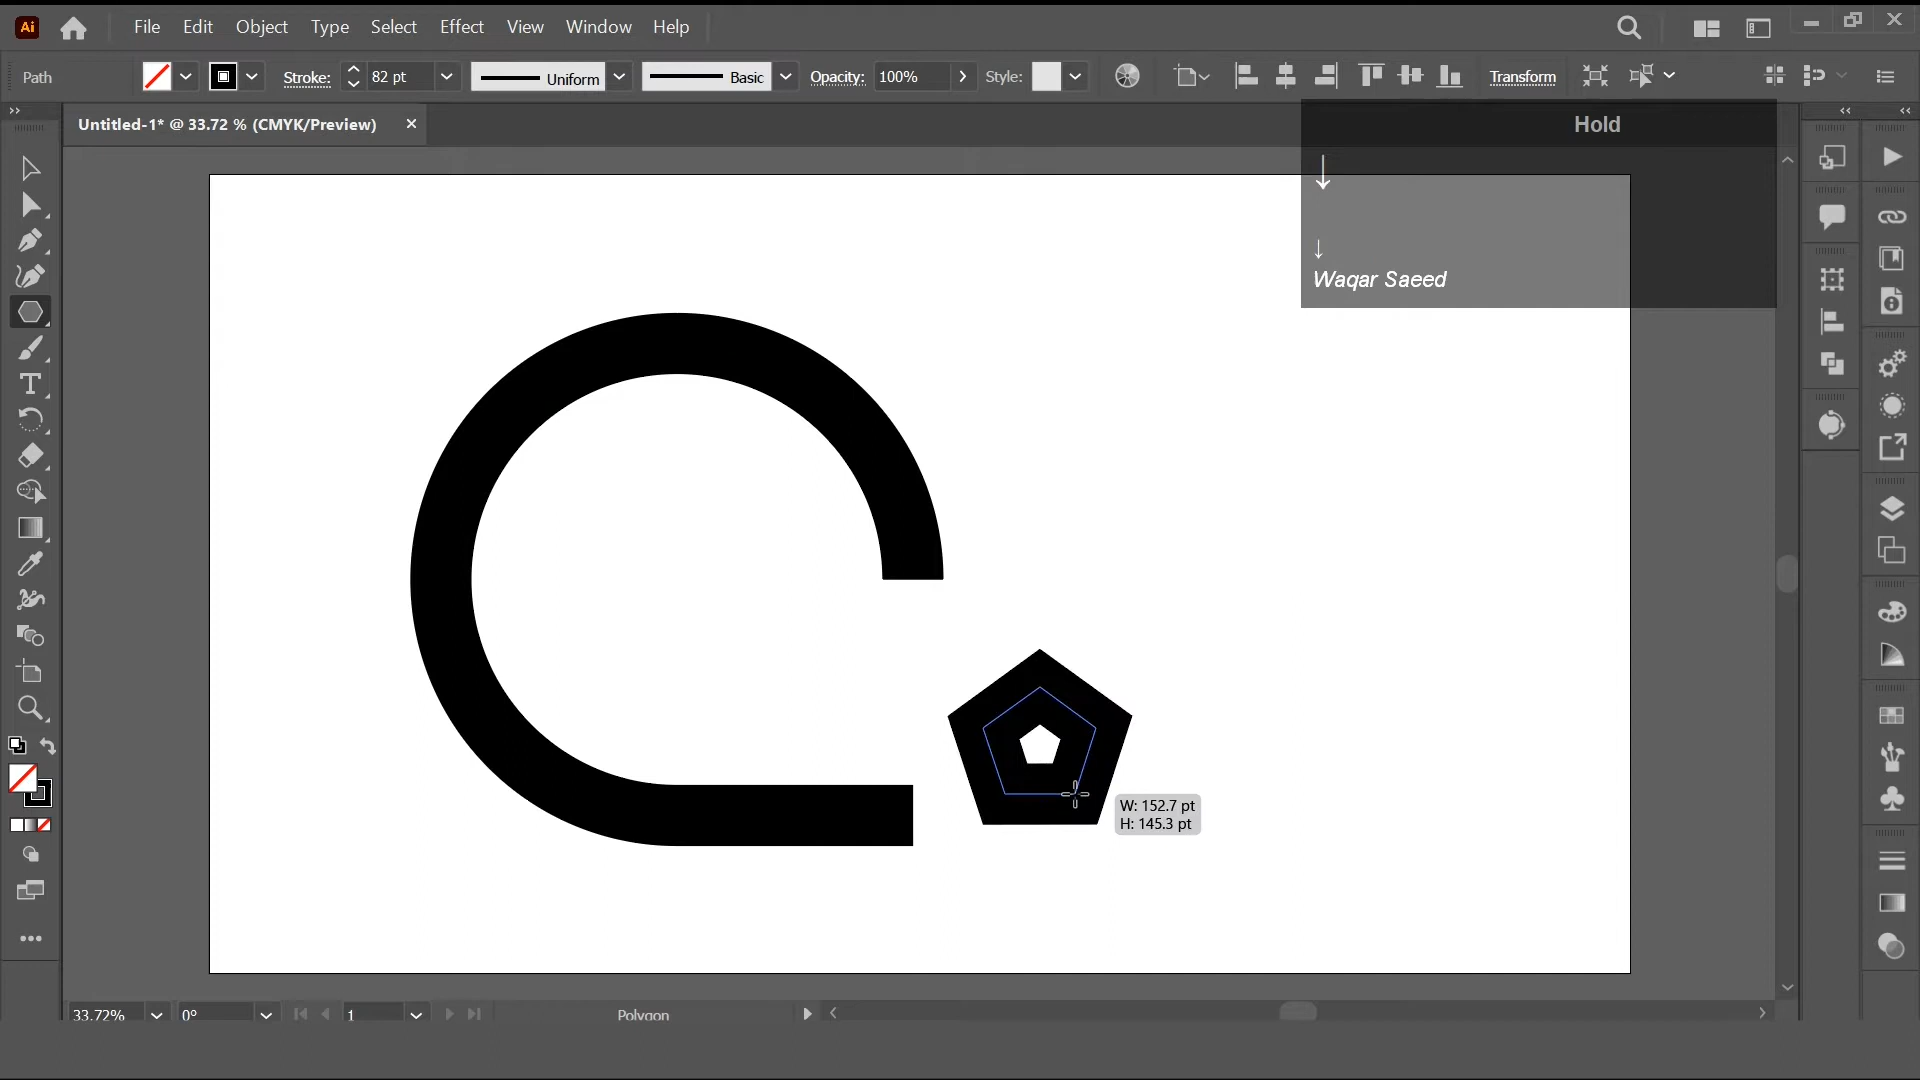 Ai File Edit Object Type Select Effect View Window Help
Path Stroke: 82 pt Uniform Basic Opacity: 100% Style: Transform
Untitled-1* @ 33.72 % (CMYK/Preview) ×
Hold
↓
↓
Waqar Saeed
W: 152.7 pt
H: 145.3 pt
33.72% 0° 1 Polygon